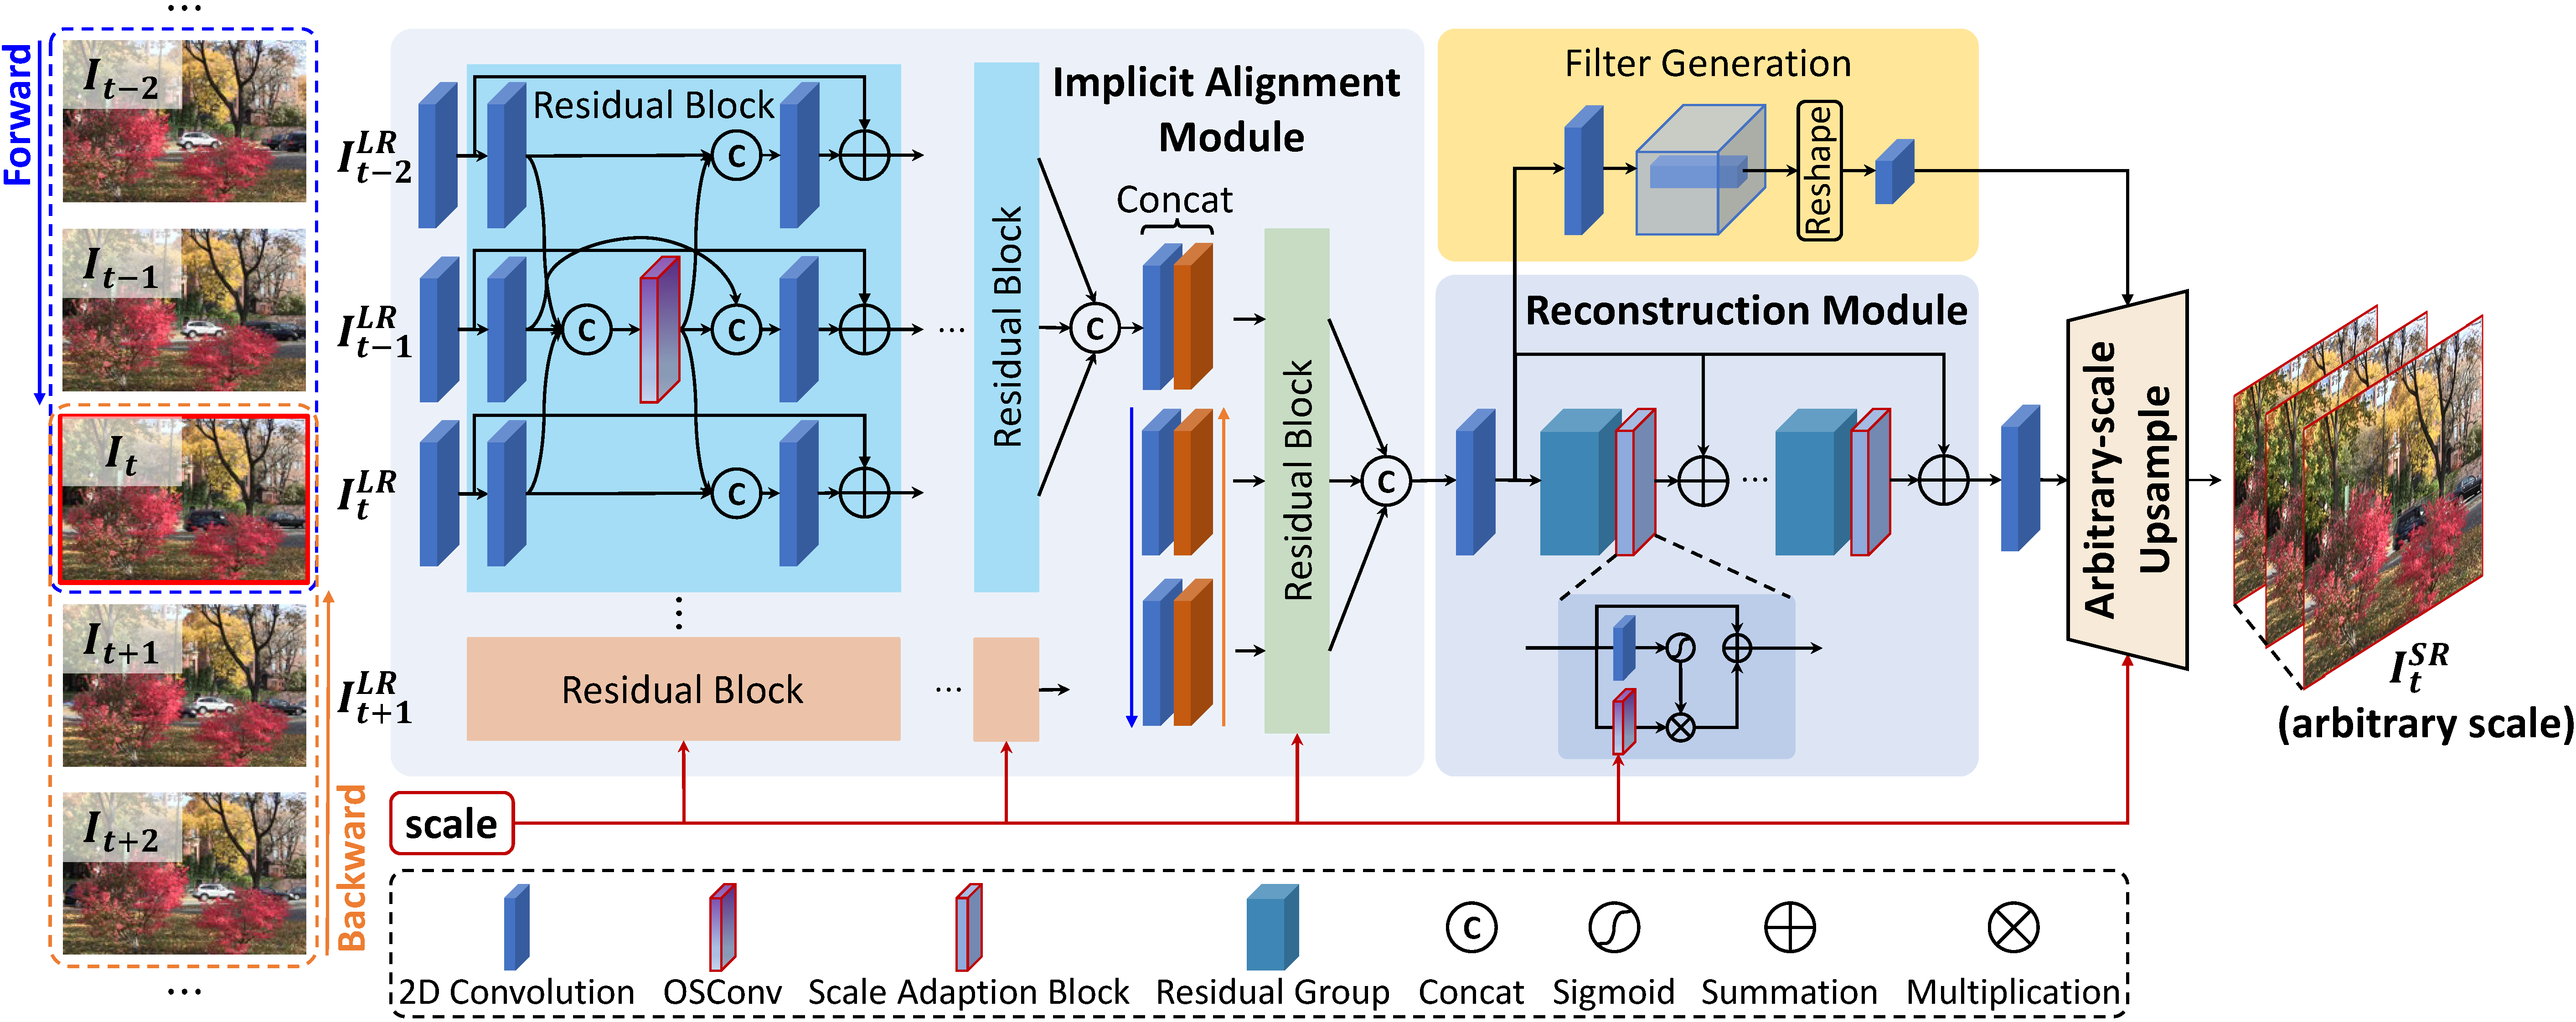 ...
Forward
I_{t-2}
I_{t-1}
I_t
I_{t+1}
I_{t+2}
Backward
...
I_{t-2}^{LR}
I_{t-1}^{LR}
I_t^{LR}
I_{t+1}^{LR}
Residual Block
C
C
C
C
...
Residual Block
⋮
Residual Block
...
Implicit Alignment
Module
C
Concat
Residual Block
C
Filter Generation
Reshape
Reconstruction Module
...
Arbitrary-scale
Upsample
I_t^{SR}
(arbitrary scale)
scale
C
2D Convolution
OSConv
Scale Adaption Block
Residual Group
Concat
Sigmoid
Summation
Multiplication